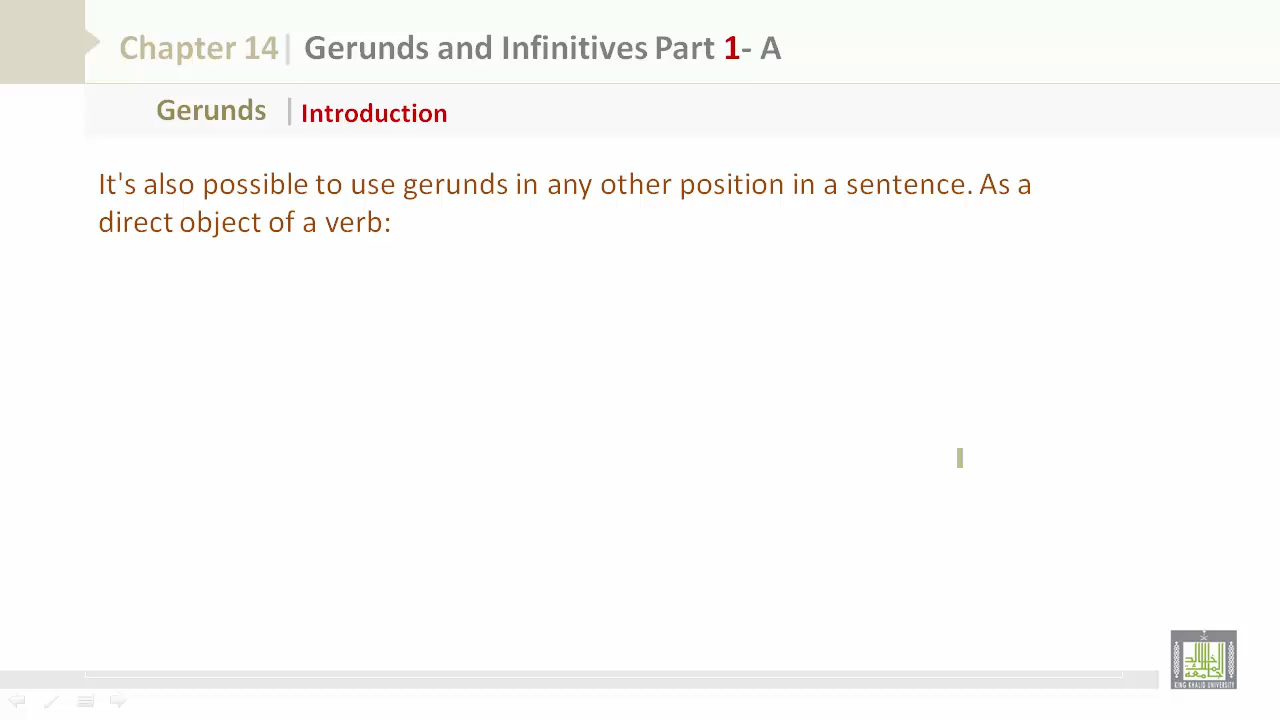 Chapter 14| Gerunds and Infinitives Part 1- A
Gerunds | Introduction
It's also possible to use gerunds in any other position in a sentence. As a
direct object of a verb:
KING KHALID UNIVERSITY